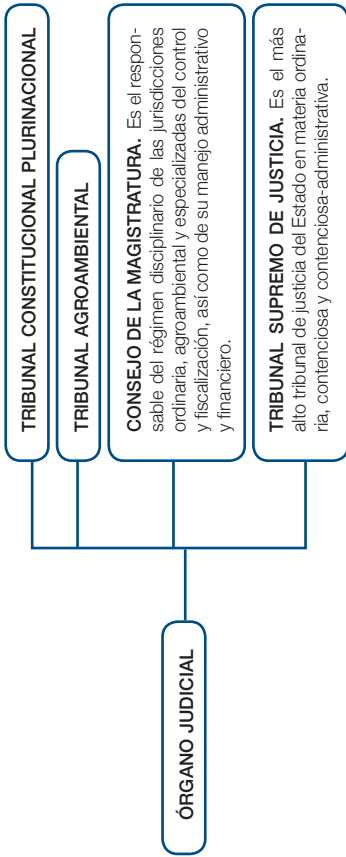 ÓRGANO JUDICIAL
TRIBUNAL CONSTITUCIONAL PLURINACIONAL
TRIBUNAL AGROAMBIENTAL
CONSEJO DE LA MAGISTRATURA. Es el respon-
sable del régimen disciplinario de las jurisdicciones
ordinaria, agroambiental y especializadas del control
y fiscalización, así como de su manejo administrativo
y financiero.
TRIBUNAL SUPREMO DE JUSTICIA. Es el más
alto tribunal de justicia del Estado en materia ordina-
ria, contenciosa y contenciosa-administrativa.